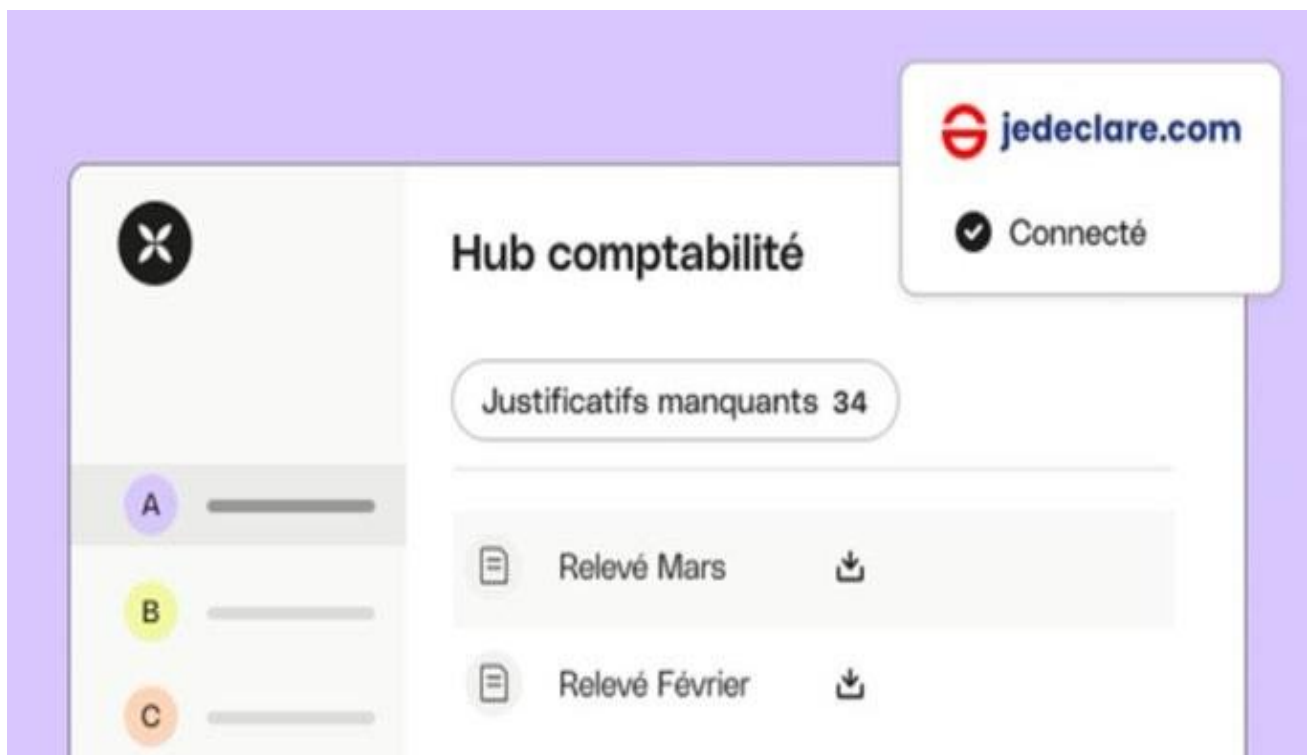 jedeclare.com
Connecté
Hub comptabilité
Justificatifs manquants 34
A
Relevé Mars
B
Relevé Février
C